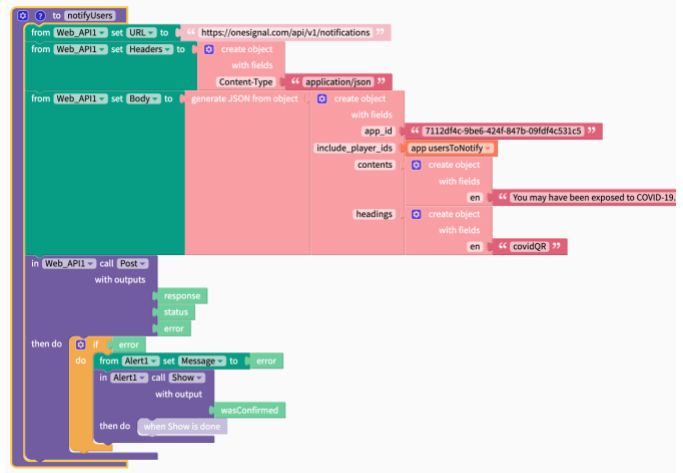 to notifyUsers
from Web_API1 set URL to “ https://onesignal.com/api/v1/notifications ”
from Web_API1 set Headers to create object
with fields
Content-Type “ application/json ”
from Web_API1 set Body to generate JSON from object create object
with fields
app_id “ 7112df4c-9be6-424f-847b-09fdf4c531c5 ”
include_player_ids app usersToNotify
contents create object
with fields
en “ You may have been exposed to COVID-19.
headings create object
with fields
en “ covidQR ”
in Web_API1 call Post
with outputs
response
status
error
then do if error
do from Alert1 set Message to error
in Alert1 call Show
with output
wasConfirmed
then do when Show is done